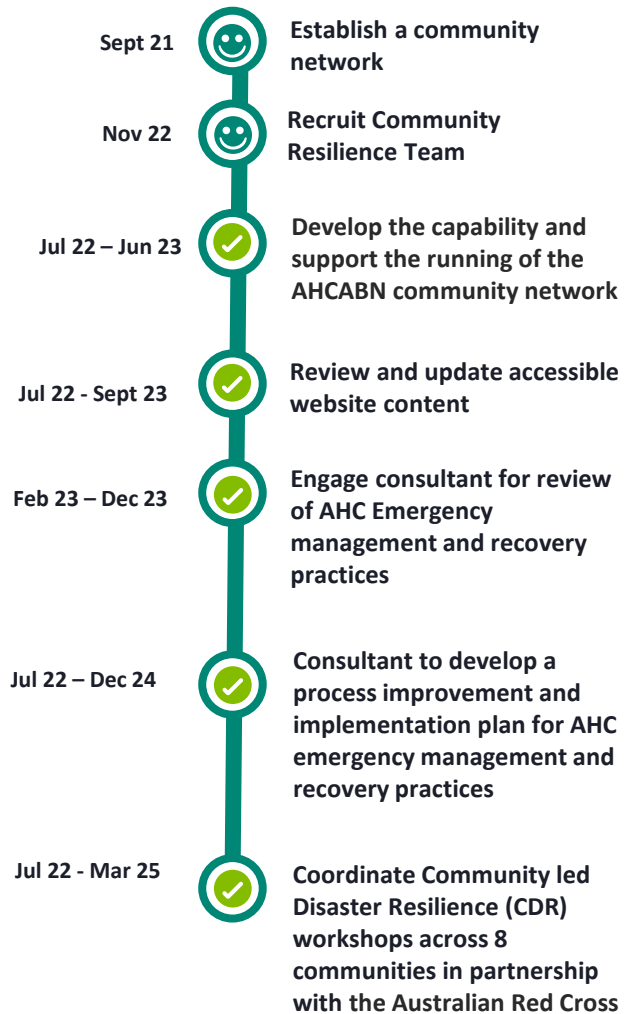 Sept 21
Establish a community
network
Nov 22
Recruit Community
Resilience Team
Jul 22 – Jun 23
Develop the capability and
support the running of the
AHCABN community network
Jul 22 - Sept 23
Review and update accessible
website content
Feb 23 – Dec 23
Engage consultant for review
of AHC Emergency
management and recovery
practices
Jul 22 – Dec 24
Consultant to develop a
process improvement and
implementation plan for AHC
emergency management and
recovery practices
Jul 22 - Mar 25
Coordinate Community led
Disaster Resilience (CDR)
workshops across 8
communities in partnership
with the Australian Red Cross